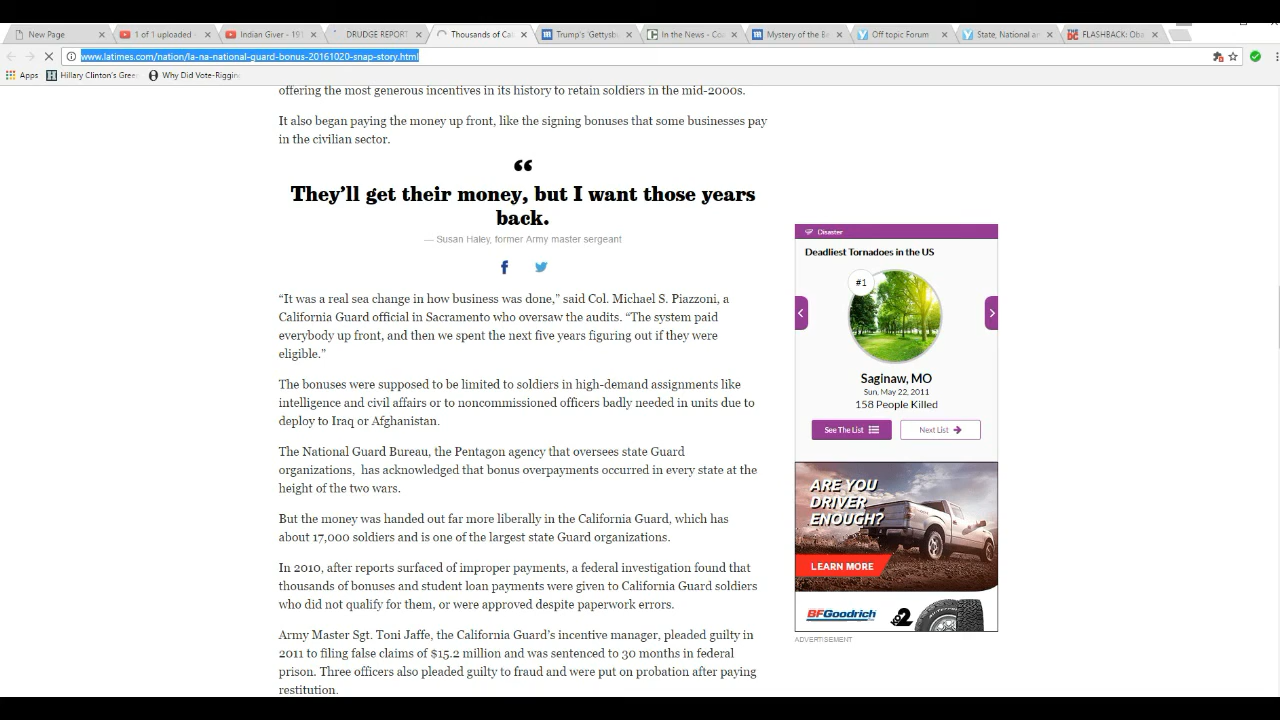 New Page
1 of 1 uploaded -
Indian Giver - 191
DRUDGE REPORT
Thousands of Cal
Trump's 'Gettysb
In the News - Co
Mystery of the B
Off topic Forum
State, National a
FLASHBACK: Oba
www.latimes.com/nation/la-na-national-guard-bonus-20161020-snap-story.html
Apps
Hillary Clinton's Gree
Why Did Vote-Riggin
offering the most generous incentives in its history to retain soldiers in the mid-2000s.
It also began paying the money up front, like the signing bonuses that some businesses pay
in the civilian sector.
“
They’ll get their money, but I want those years
back.
— Susan Haley, former Army master sergeant
“It was a real sea change in how business was done,” said Col. Michael S. Piazzoni, a
California Guard official in Sacramento who oversaw the audits. “The system paid
everybody up front, and then we spent the next five years figuring out if they were
eligible.”
The bonuses were supposed to be limited to soldiers in high-demand assignments like
intelligence and civil affairs or to noncommissioned officers badly needed in units due to
deploy to Iraq or Afghanistan.
The National Guard Bureau, the Pentagon agency that oversees state Guard
organizations, has acknowledged that bonus overpayments occurred in every state at the
height of the two wars.
But the money was handed out far more liberally in the California Guard, which has
about 17,000 soldiers and is one of the largest state Guard organizations.
In 2010, after reports surfaced of improper payments, a federal investigation found that
thousands of bonuses and student loan payments were given to California Guard soldiers
who did not qualify for them, or were approved despite paperwork errors.
Army Master Sgt. Toni Jaffe, the California Guard’s incentive manager, pleaded guilty in
2011 to filing false claims of $15.2 million and was sentenced to 30 months in federal
prison. Three officers also pleaded guilty to fraud and were put on probation after paying
restitution.
Disaster
Deadliest Tornadoes in the US
#1
Saginaw, MO
Sun, May 22, 2011
158 People Killed
See The List
Next List
ARE YOU
DRIVER
ENOUGH?
LEARN MORE
BFGoodrich
ADVERTISEMENT